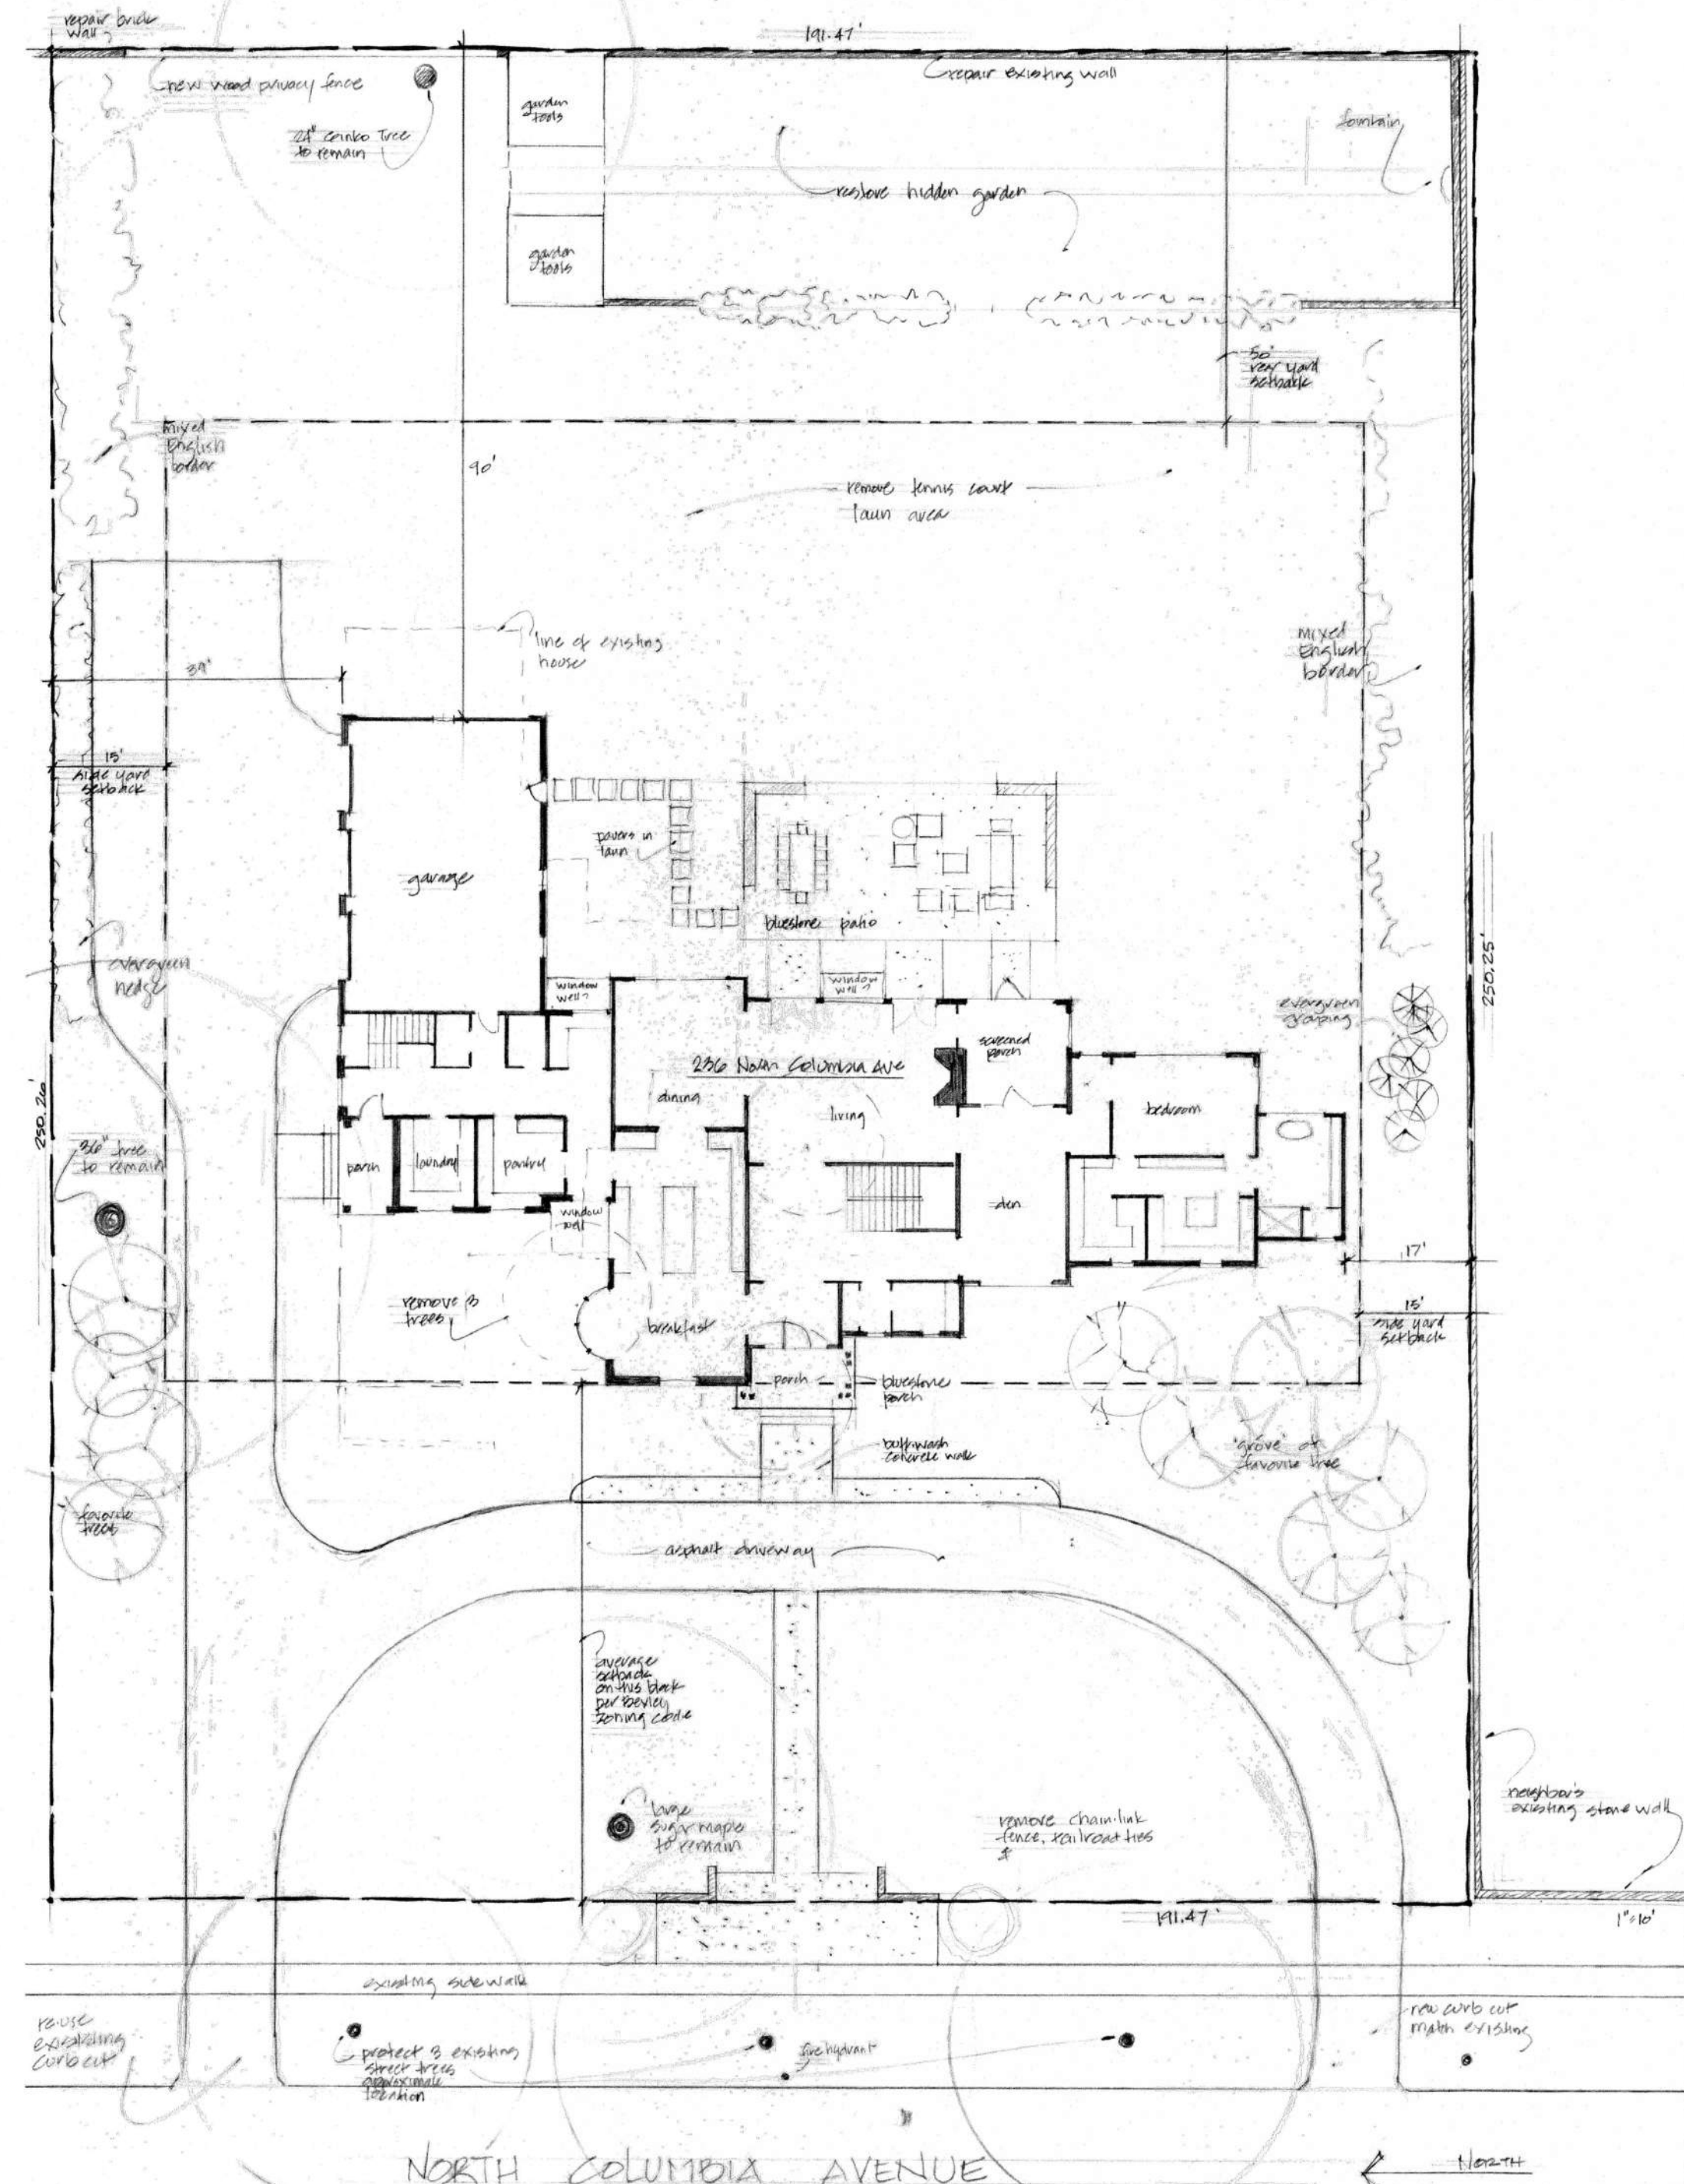 repair brick
wall
191.47'
new wood privacy fence
24" Geinko Tree
to remain
garden
tools
repair existing wall
fountain
restore hidden garden
garden
tools
50'
rear yard
setback
mixed
English
border
90'
remove tennis court
lawn area
line of existing
house
39'
mixed
English
border
15'
side yard
setback
pavers in
lawn
garage
bluestone patio
evergreen
hedge
window
well?
window
well?
250.25'
evergreen
grouping
screened
porch
236 North Columbia Ave
dining
living
bedroom
250.26'
36" tree
to remain
porch
laundry
pantry
den
window
well
17'
remove 3
trees
breakfast
15'
side yard
setback
porch
bluestone
porch
buffwash
concrete walk
"grove" of
favorite tree
favorite
trees
asphalt driveway
average
setback
on this block
per Bexley
zoning code
large
sugar maple
to remain
remove chain-link
fence, railroad ties
neighbor's
existing stone wall
191.47'
1"=10'
existing sidewalk
re-use
exsisting
curb cut
protect 3 existing
street trees
approximate
location
fire hydrant
new curb cut
match existing
NORTH COLUMBIA AVENUE
NORTH